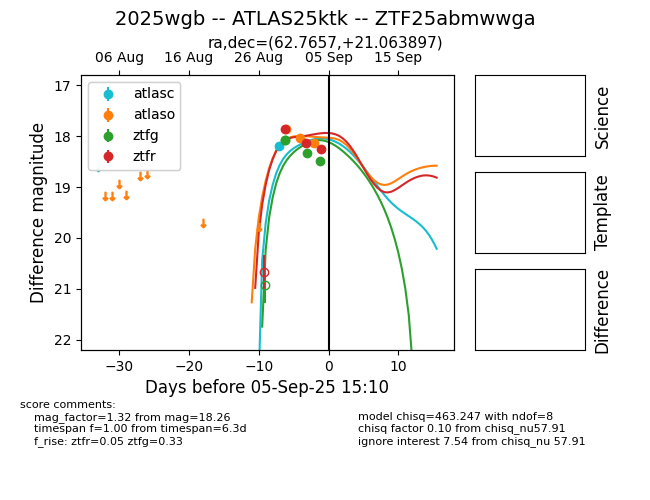 2025wgb -- ATLAS25ktk -- ZTF25abmwwga
ra,dec=(62.7657,+21.063897)
06 Aug 16 Aug 26 Aug 05 Sep 15 Sep
17
18
19
20
21
22
Difference magnitude
atlasc
atlaso
ztfg
ztfr
−30 −20 −10 0 10
Days before 05-Sep-25 15:10
Science
Template
Difference
score comments:
mag_factor=1.32 from mag=18.26
timespan f=1.00 from timespan=6.3d
f_rise: ztfr=0.05 ztfg=0.33
model chisq=463.247 with ndof=8
chisq factor 0.10 from chisq_nu57.91
ignore interest 7.54 from chisq_nu 57.91